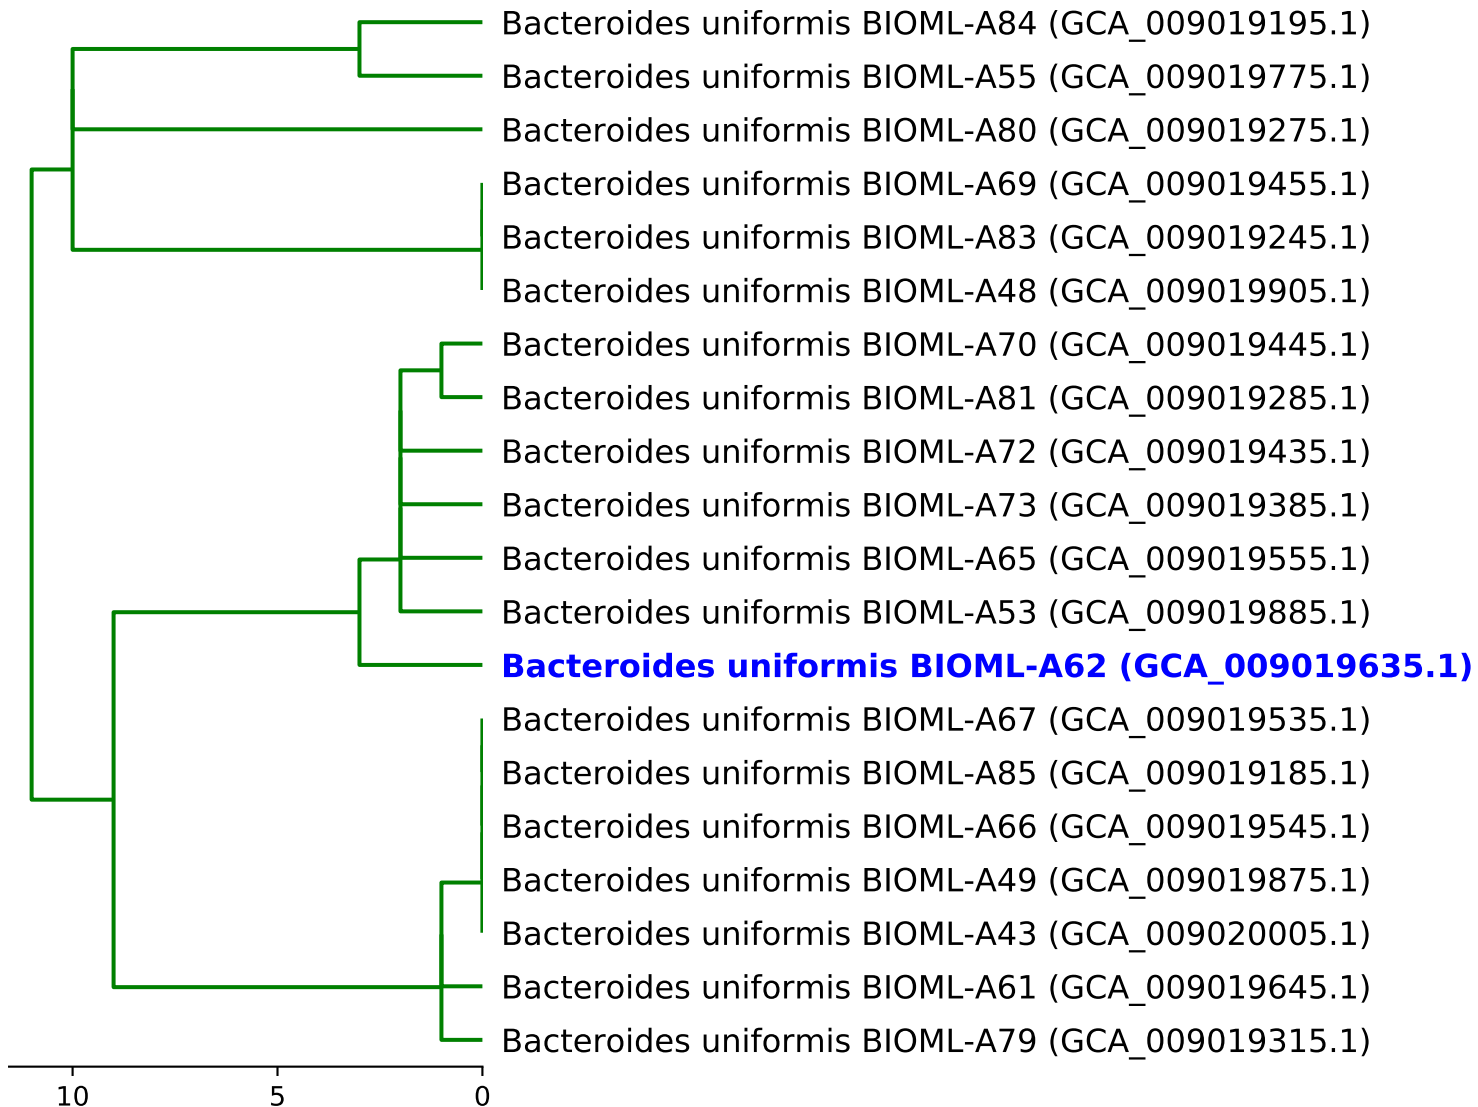 Bacteroides uniformis BIOML-A84 (GCA_009019195.1)
Bacteroides uniformis BIOML-A55 (GCA_009019775.1)
Bacteroides uniformis BIOML-A80 (GCA_009019275.1)
Bacteroides uniformis BIOML-A69 (GCA_009019455.1)
Bacteroides uniformis BIOML-A83 (GCA_009019245.1)
Bacteroides uniformis BIOML-A48 (GCA_009019905.1)
Bacteroides uniformis BIOML-A70 (GCA_009019445.1)
Bacteroides uniformis BIOML-A81 (GCA_009019285.1)
Bacteroides uniformis BIOML-A72 (GCA_009019435.1)
Bacteroides uniformis BIOML-A73 (GCA_009019385.1)
Bacteroides uniformis BIOML-A65 (GCA_009019555.1)
Bacteroides uniformis BIOML-A53 (GCA_009019885.1)
Bacteroides uniformis BIOML-A62 (GCA_009019635.1)
Bacteroides uniformis BIOML-A67 (GCA_009019535.1)
Bacteroides uniformis BIOML-A85 (GCA_009019185.1)
Bacteroides uniformis BIOML-A66 (GCA_009019545.1)
Bacteroides uniformis BIOML-A49 (GCA_009019875.1)
Bacteroides uniformis BIOML-A43 (GCA_009020005.1)
Bacteroides uniformis BIOML-A61 (GCA_009019645.1)
Bacteroides uniformis BIOML-A79 (GCA_009019315.1)
10 5 0